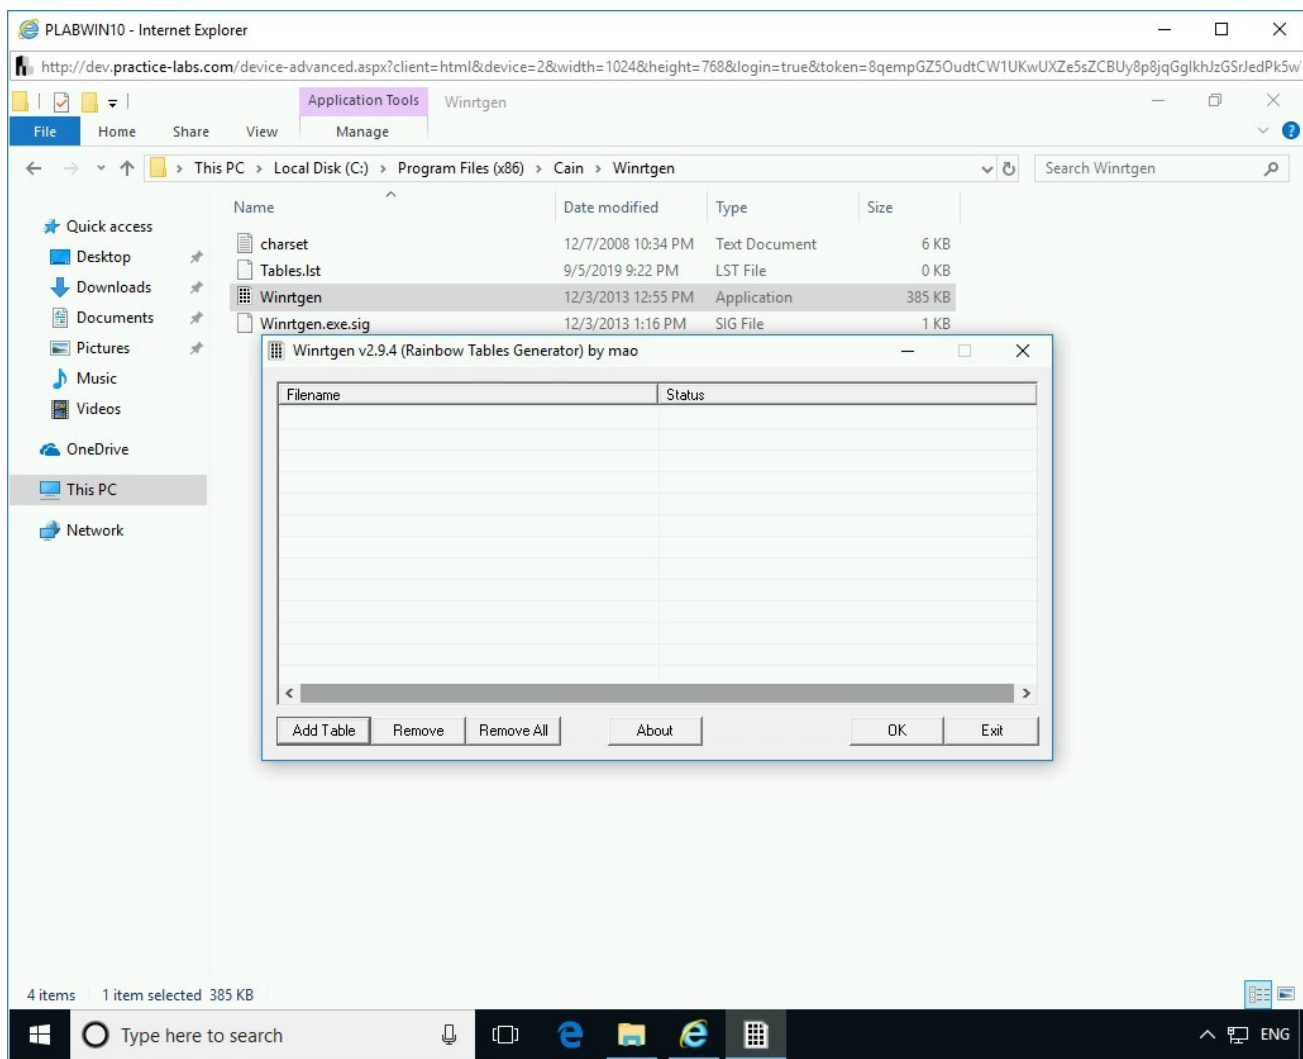 PLABWIN10 - Internet Explorer
http://dev.practice-labs.com/device-advanced.aspx?client=html&device=2&width=1024&height=768&login=true&token=8qempGZ5OudtCW1UKwUXZe5sZCBUy8p8jqGglkhJzGSrJedPk5w
Application Tools Winrtgen
File Home Share View Manage
This PC > Local Disk (C:) > Program Files (x86) > Cain > Winrtgen Search Winrtgen
Name Date modified Type Size
Quick access
Desktop
Downloads
Documents
Pictures
Music
Videos
OneDrive
This PC
Network
charset 12/7/2008 10:34 PM Text Document 6 KB
Tables.lst 9/5/2019 9:22 PM LST File 0 KB
Winrtgen 12/3/2013 12:55 PM Application 385 KB
Winrtgen.exe.sig 12/3/2013 1:16 PM SIG File 1 KB
Winrtgen v2.9.4 (Rainbow Tables Generator) by mao
Filename Status
Add Table Remove Remove All About OK Exit
4 items 1 item selected 385 KB
Type here to search ENG